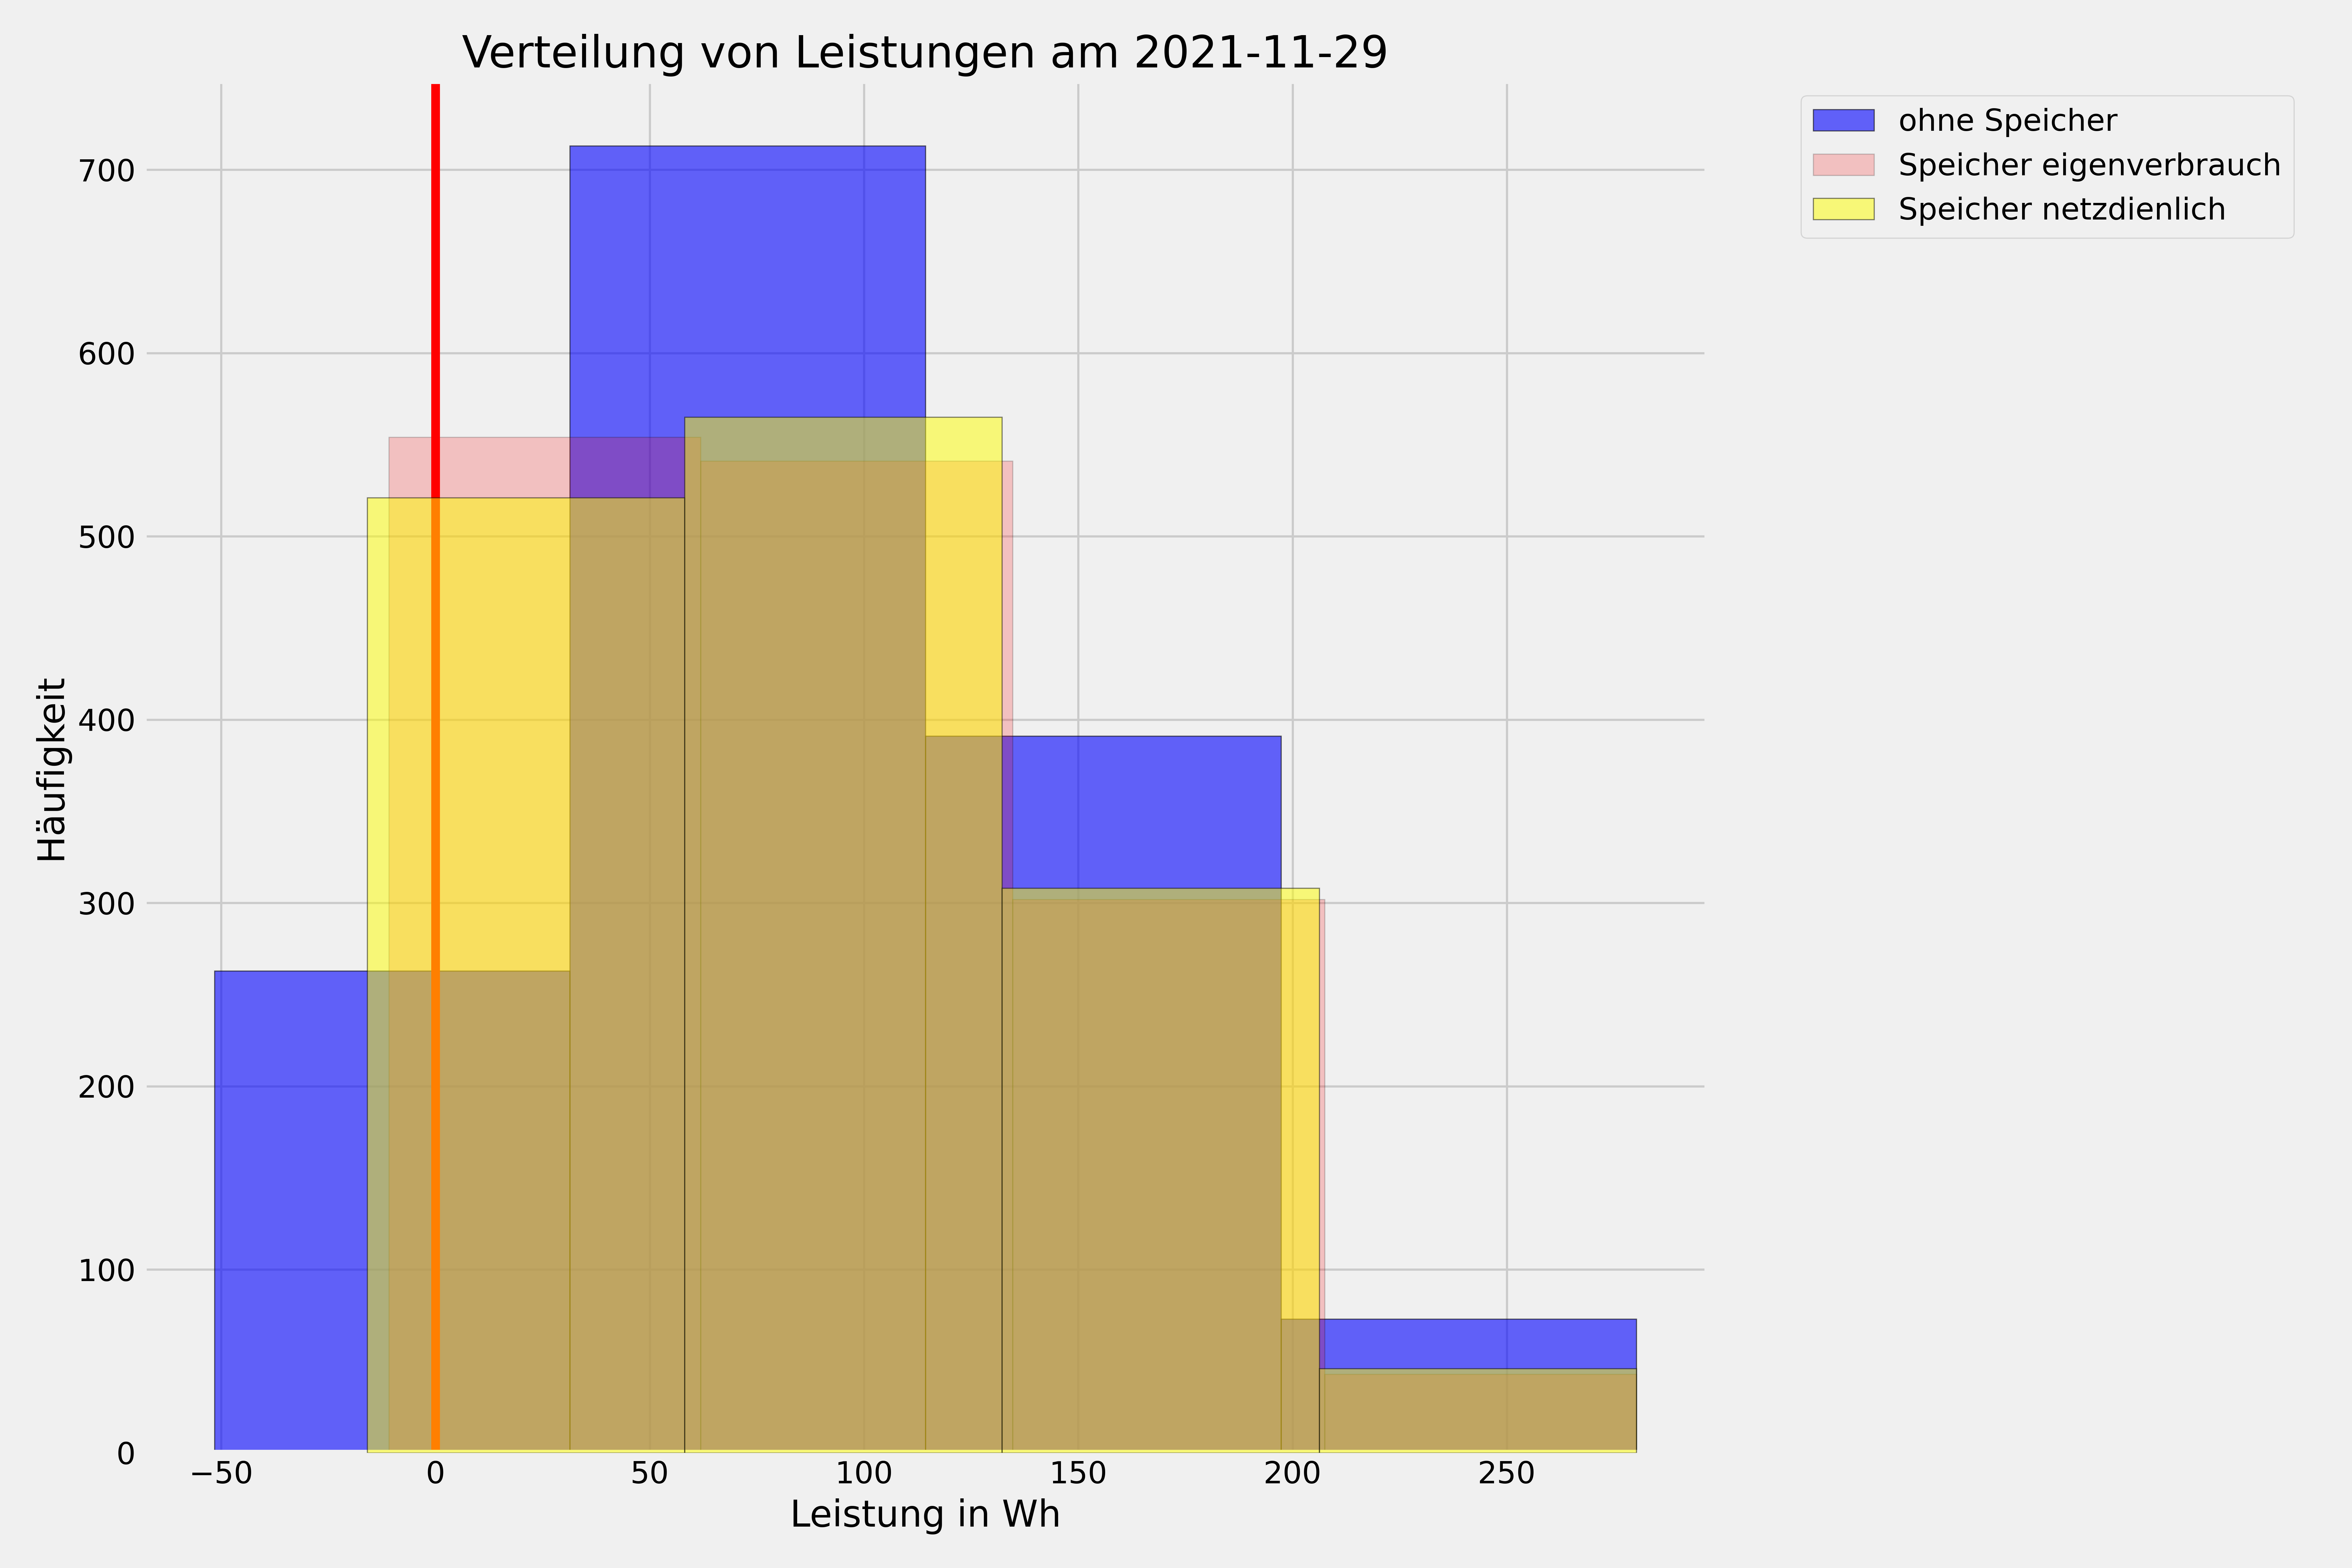 Verteilung von Leistungen am 2021-11-29
ohne Speicher
Speicher eigenverbrauch
Speicher netzdienlich
700
600
500
400
300
200
100
0
Häufigkeit
−50 0 50 100 150 200 250
Leistung in Wh